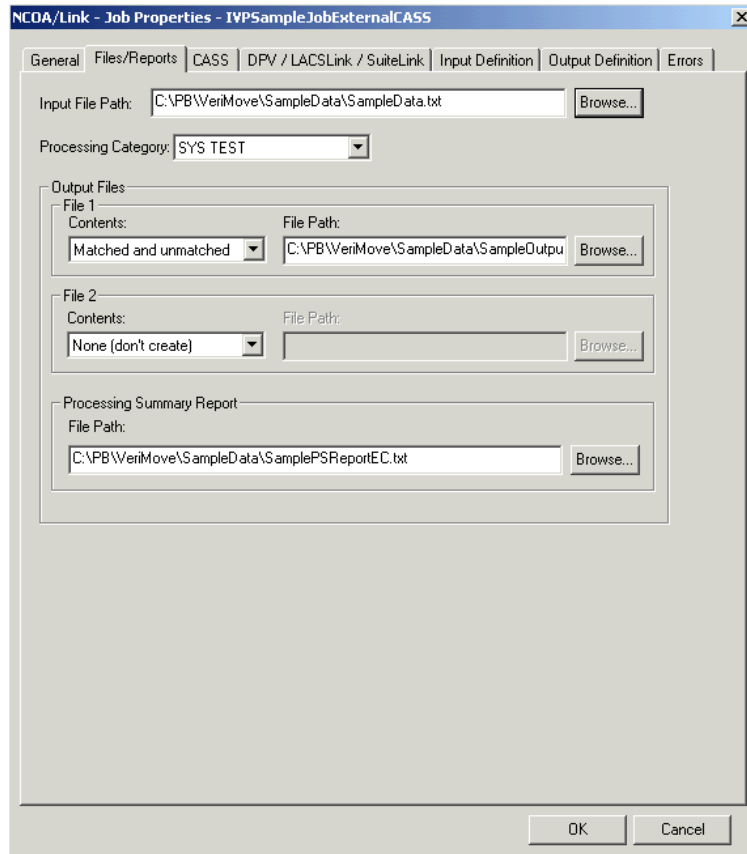 NCOA/Link - Job Properties - IVPSampleJobExternalCASS
General Files/Reports CASS DPV / LACSLink / SuiteLink Input Definition Output Definition Errors
Input File Path: C:\PB\VeriMove\SampleData\SampleData.txt Browse...
Processing Category: SYS TEST
Output Files
File 1
Contents: File Path:
Matched and unmatched C:\PB\VeriMove\SampleData\SampleOutpu Browse...
File 2
Contents: File Path:
None (don't create) Browse...
Processing Summary Report
File Path:
C:\PB\VeriMove\SampleData\SamplePSReportEC.txt Browse...
OK Cancel